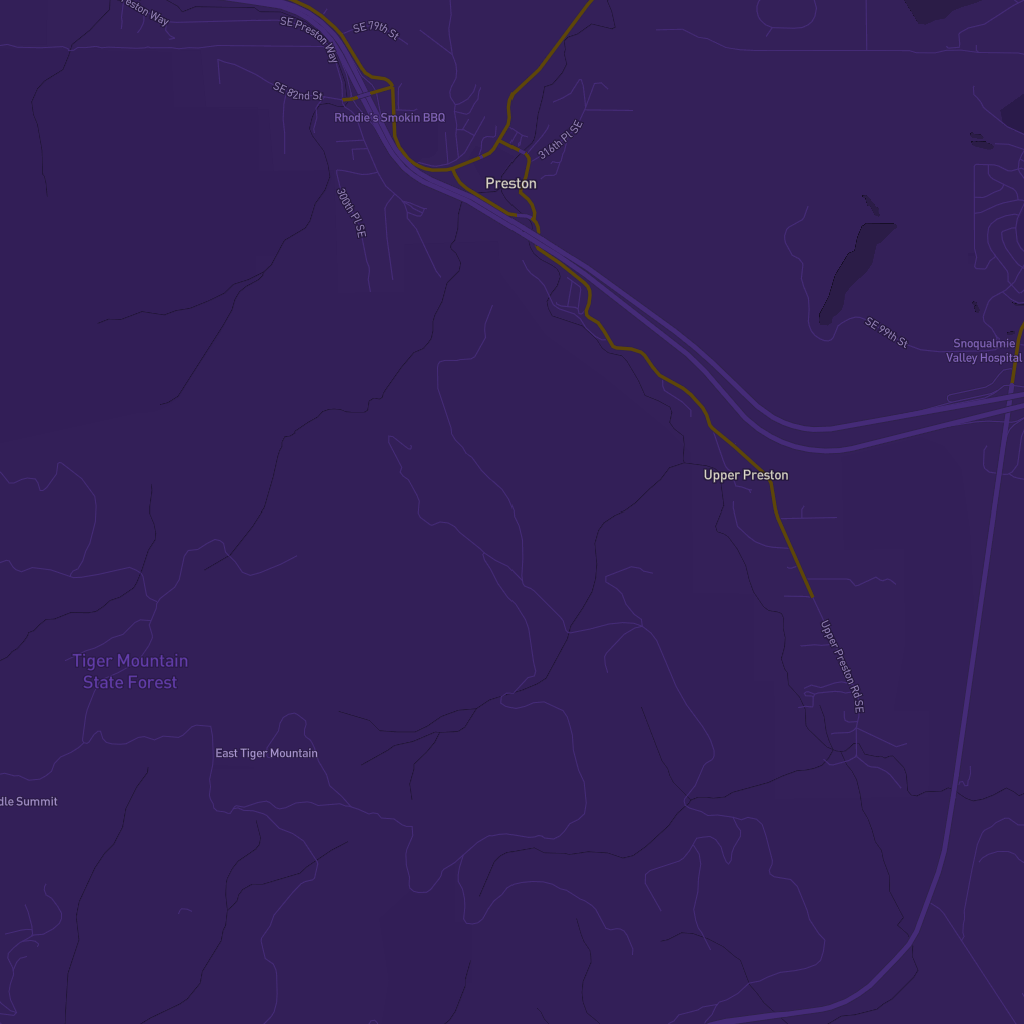 Preston Way
SE Preston Way
SE 79th St
SE 82nd St
Rhodie's Smokin BBQ
316th Pl SE
Preston
300th Pl SE
SE 99th St
Snoqualmie
Valley Hospital
Upper Preston
Upper Preston Rd SE
Tiger Mountain
State Forest
East Tiger Mountain
dle Summit